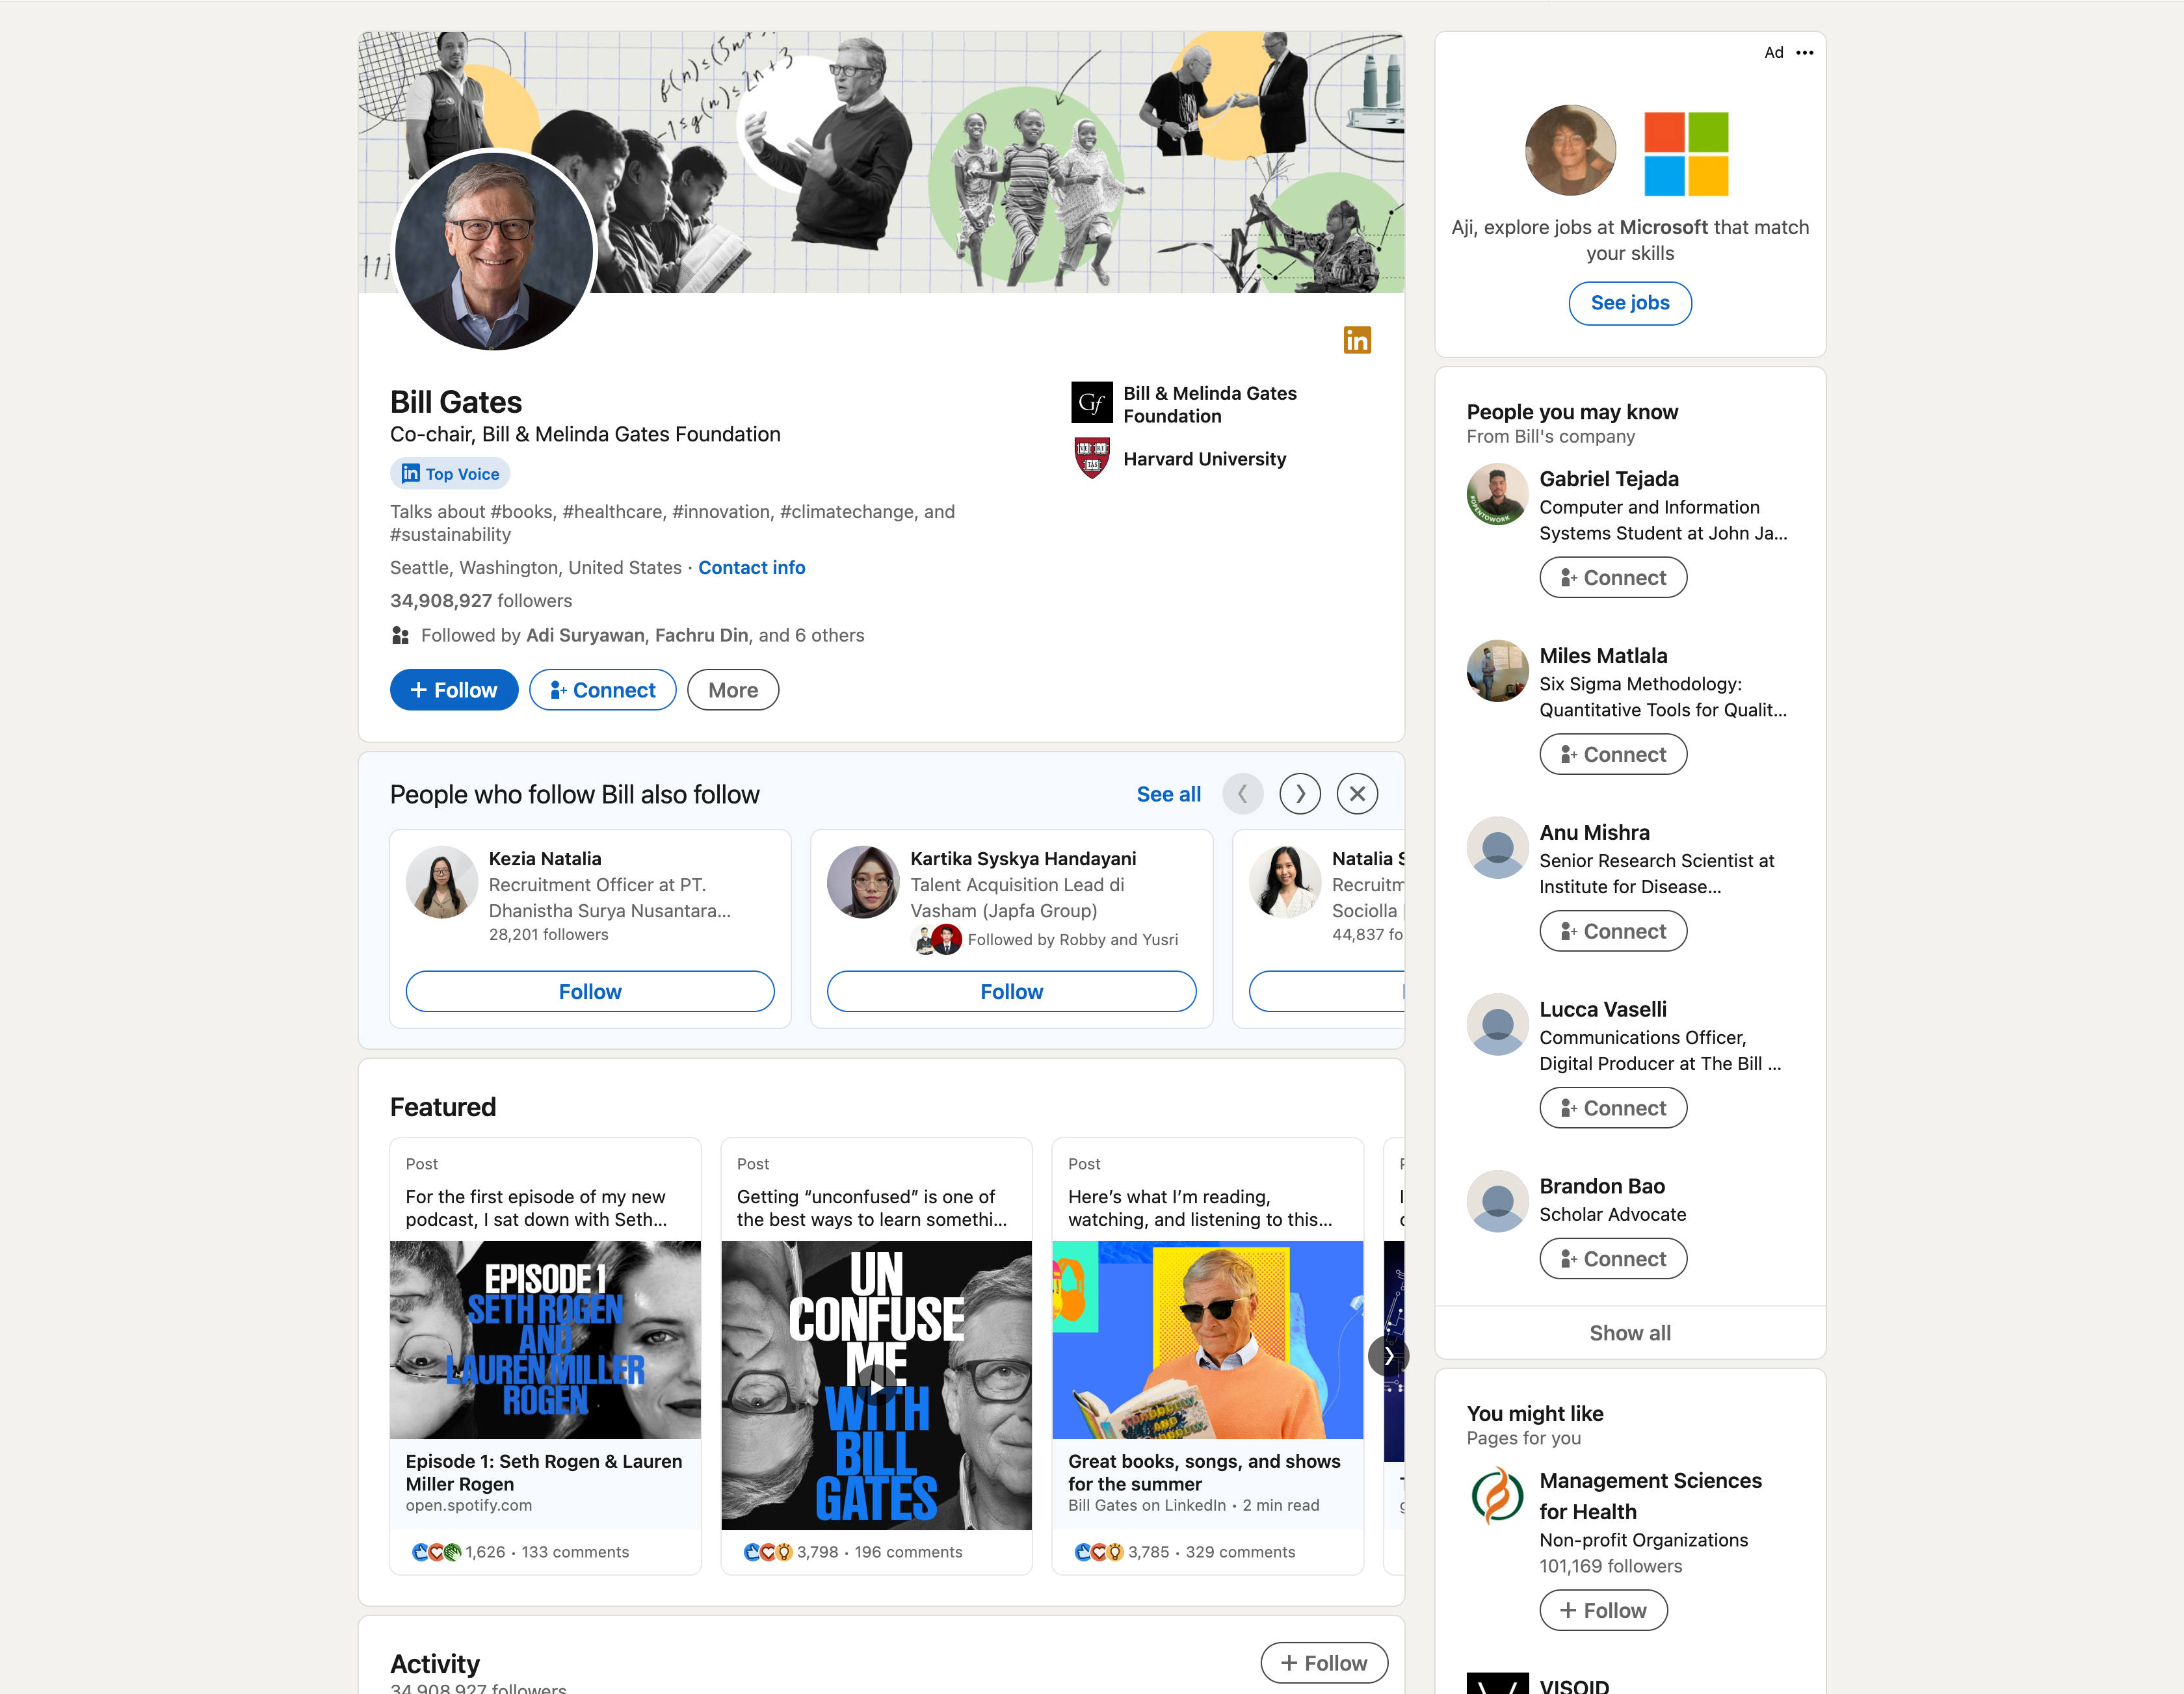 f(n)≤(5n+
-1≤g(n)≤2n+3
11]
Bill Gates
Co-chair, Bill & Melinda Gates Foundation
in Top Voice
Talks about #books, #healthcare, #innovation, #climatechange, and
#sustainability
Seattle, Washington, United States · Contact info
34,908,927 followers
Followed by Adi Suryawan, Fachru Din, and 6 others
+ Follow
Connect
More
in
Gf
Bill & Melinda Gates
Foundation
Harvard University
People who follow Bill also follow
See all
Kezia Natalia
Recruitment Officer at PT.
Dhanistha Surya Nusantara...
28,201 followers
Follow
Kartika Syskya Handayani
Talent Acquisition Lead di
Vasham (Japfa Group)
Followed by Robby and Yusri
Follow
Natalia S
Recruitm
Sociolla |
44,837 fo
Featured
Post
For the first episode of my new
podcast, I sat down with Seth...
EPISODE 1
SETH ROGEN
AND
LAUREN MILLER
ROGEN
Episode 1: Seth Rogen & Lauren
Miller Rogen
open.spotify.com
1,626 · 133 comments
Post
Getting “unconfused” is one of
the best ways to learn somethi...
UN
CONFUSE
ME
WITH
BILL
GATES
3,798 · 196 comments
Post
Here’s what I’m reading,
watching, and listening to this...
Great books, songs, and shows
for the summer
Bill Gates on LinkedIn • 2 min read
3,785 · 329 comments
Activity
34,908,927 followers
+ Follow
Ad •••
Aji, explore jobs at Microsoft that match
your skills
See jobs
People you may know
From Bill's company
#OPENTOWORK
Gabriel Tejada
Computer and Information
Systems Student at John Ja...
Connect
Miles Matlala
Six Sigma Methodology:
Quantitative Tools for Qualit...
Connect
Anu Mishra
Senior Research Scientist at
Institute for Disease...
Connect
Lucca Vaselli
Communications Officer,
Digital Producer at The Bill ...
Connect
Brandon Bao
Scholar Advocate
Connect
Show all
You might like
Pages for you
Management Sciences
for Health
Non-profit Organizations
101,169 followers
+ Follow
VISOID